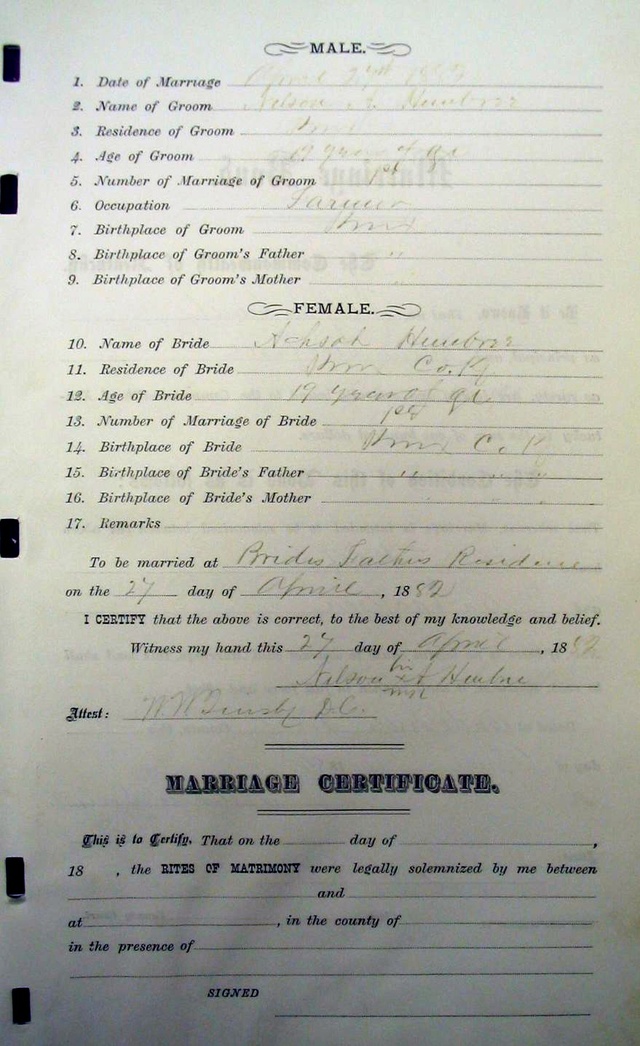 MALE.
1. Date of Marriage April 27th 1882
2. Name of Groom Nelson A
3. Residence of Groom
4. Age of Groom 19 years of
5. Number of Marriage of Groom 1st
6. Occupation Farmer
7. Birthplace of Groom
8. Birthplace of Groom's Father "
9. Birthplace of Groom's Mother "
FEMALE.
10. Name of Bride
11. Residence of Bride Co. Ky
12. Age of Bride 19 years of
13. Number of Marriage of Bride 1st
14. Birthplace of Bride Co. Ky
15. Birthplace of Bride's Father " "
16. Birthplace of Bride's Mother
17. Remarks
To be married at Brides Fathers Residence
on the 27 day of April, 1882
I CERTIFY that the above is correct, to the best of my knowledge and belief.
Witness my hand this 27 day of April, 1882
his
Nelson x A
Attest: D.C.
MARRIAGE CERTIFICATE.
This is to Certify, That on the day of ,
18 , the RITES OF MATRIMONY were legally solemnized by me between
and
at , in the county of
in the presence of
SIGNED